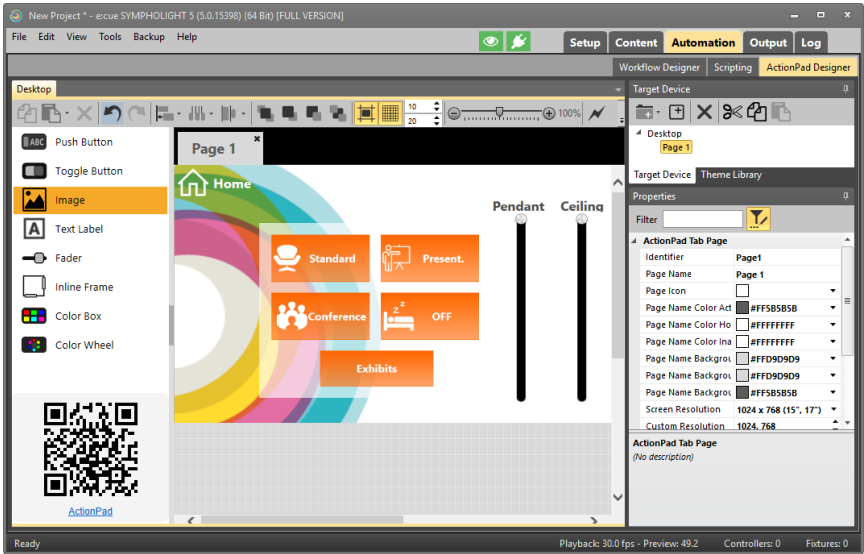 New Project * - e:cue SYMPHOLIGHT 5 (5.0.15398) (64 Bit) [FULL VERSION]
File Edit View Tools Backup Help
Setup Content Automation Output Log
Workflow Designer Scripting ActionPad Designer
Desktop
Target Device
10
20
100%
ABC Push Button
Toggle Button
Image
A Text Label
Fader
Inline Frame
Color Box
Color Wheel
ActionPad
Page 1
Home
Pendant Ceiling
Standard Present.
Conference OFF
Exhibits
Desktop
Page 1
Target Device Theme Library
Properties
Filter
ActionPad Tab Page
Identifier Page1
Page Name Page 1
Page Icon
Page Name Color Act #FF5B5B5B
Page Name Color Ho #FFFFFFFF
Page Name Color Ina #FFFFFFFF
Page Name Backgrou #FFD9D9D9
Page Name Backgrou #FFD9D9D9
Page Name Backgrou #FF5B5B5B
Screen Resolution 1024 x 768 (15", 17")
Custom Resolution 1024, 768
ActionPad Tab Page
(No description)
Ready
Playback: 30.0 fps - Preview: 49.2 Controllers: 0 Fixtures: 0